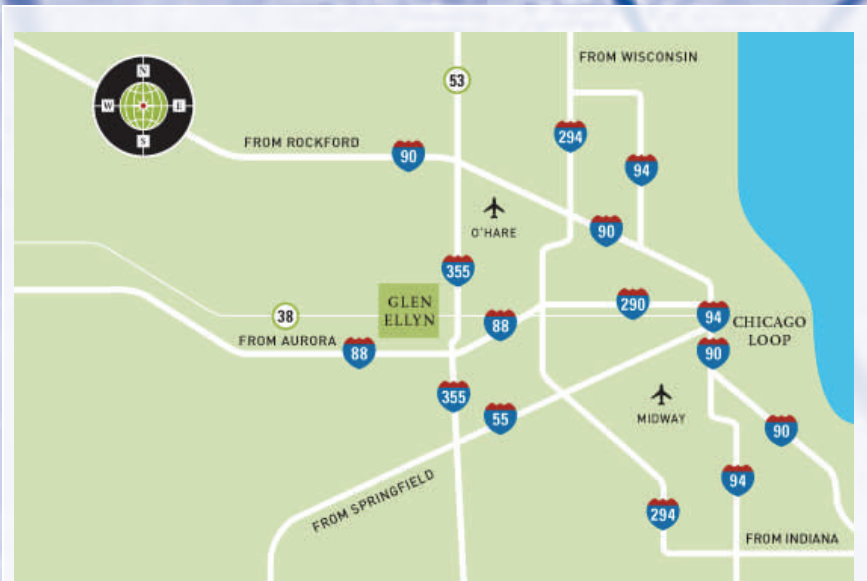 FROM WISCONSIN
N
W
E
S
53
294
FROM ROCKFORD
90
94
O'HARE
90
355
GLEN
ELLYN
290
38
88
94
CHICAGO
LOOP
FROM AURORA
88
90
355
55
MIDWAY
90
FROM SPRINGFIELD
94
294
FROM INDIANA